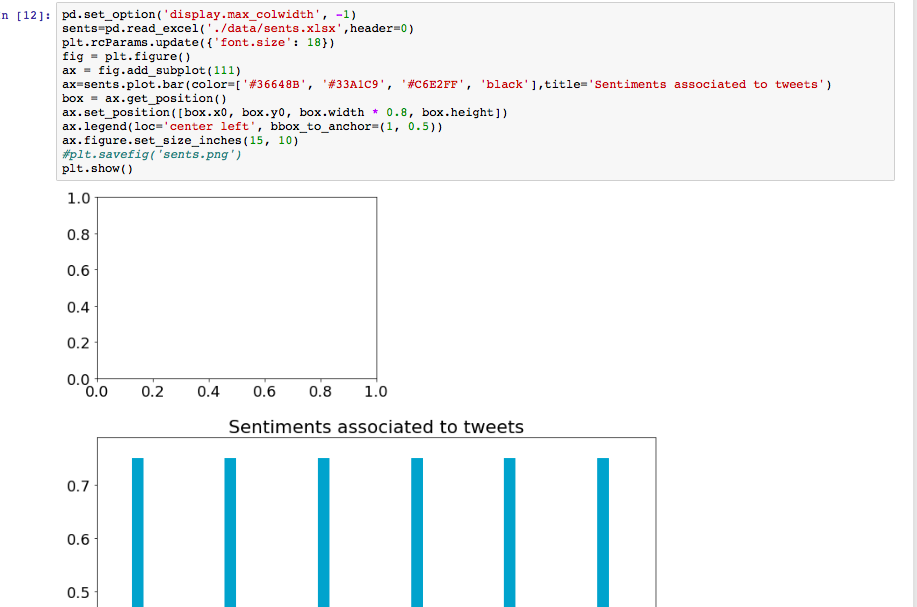 n [12]:
pd.set_option('display.max_colwidth', -1)
sents=pd.read_excel('./data/sents.xlsx',header=0)
plt.rcParams.update({'font.size': 18})
fig = plt.figure()
ax = fig.add_subplot(111)
ax=sents.plot.bar(color=['#36648B', '#33A1C9', '#C6E2FF', 'black'],title='Sentiments associated to tweets')
box = ax.get_position()
ax.set_position([box.x0, box.y0, box.width * 0.8, box.height])
ax.legend(loc='center left', bbox_to_anchor=(1, 0.5))
ax.figure.set_size_inches(15, 10)
#plt.savefig('sents.png')
plt.show()
1.0
0.8
0.6
0.4
0.2
0.0
0.0 0.2 0.4 0.6 0.8 1.0
Sentiments associated to tweets
0.7
0.6
0.5